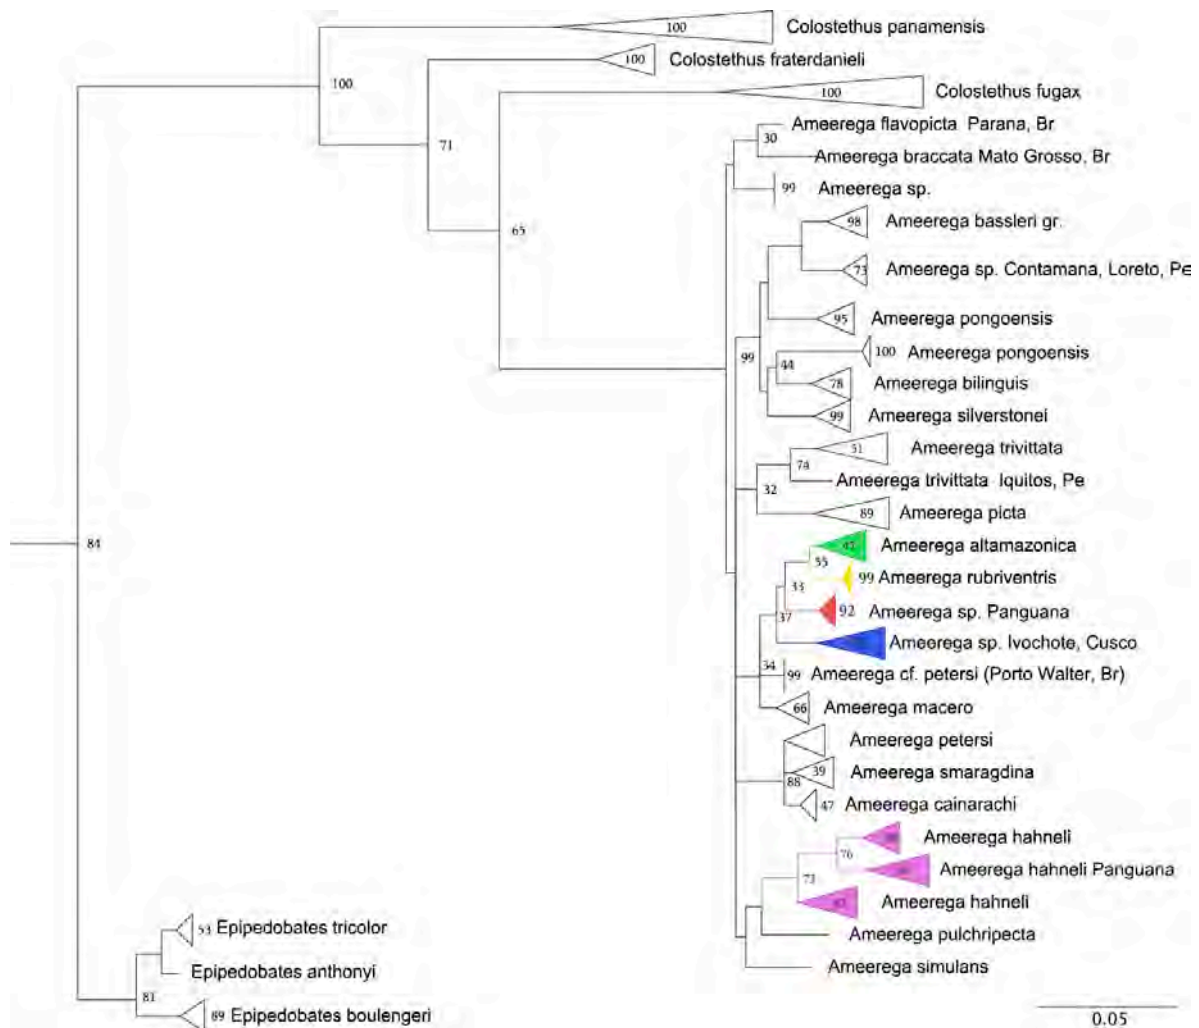 100 Colostethus panamensis
100 Colostethus fraterdanieli
100
100 Colostethus fugax
Ameerega flavopicta Parana, Br
30
71
Ameerega braccata Mato Grosso, Br
99 Ameerega sp.
98 Ameerega bassleri gr.
65
73 Ameerega sp. Contamana, Loreto, Pe
95 Ameerega pongoensis
99
100 Ameerega pongoensis
44
78 Ameerega bilinguis
99 Ameerega silverstonei
51 Ameerega trivittata
74
Ameerega trivittata Iquitos, Pe
32
89 Ameerega picta
84
Ameerega altamazonica
55
99 Ameerega rubriventris
33
92 Ameerega sp. Panguana
37
Ameerega sp. Ivochote, Cusco
34
99 Ameerega cf. petersi (Porto Walter, Br)
66 Ameerega macero
Ameerega petersi
39 Ameerega smaragdina
88
47 Ameerega cainarachi
Ameerega hahneli
76
Ameerega hahneli Panguana
73
Ameerega hahneli
53 Epipedobates tricolor
Ameerega pulchripecta
Epipedobates anthonyi
Ameerega simulans
81
89 Epipedobates boulengeri
0.05